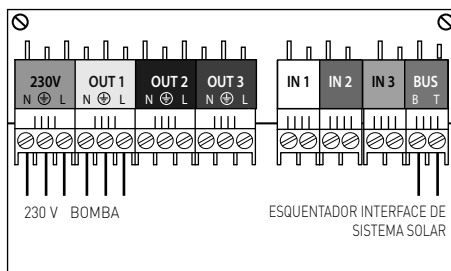 230V OUT 1 OUT 2 OUT 3 IN 1 IN 2 IN 3 BUS
N L N L N L N L B T
230 V BOMBA ESQUENTADOR INTERFACE DE
SISTEMA SOLAR